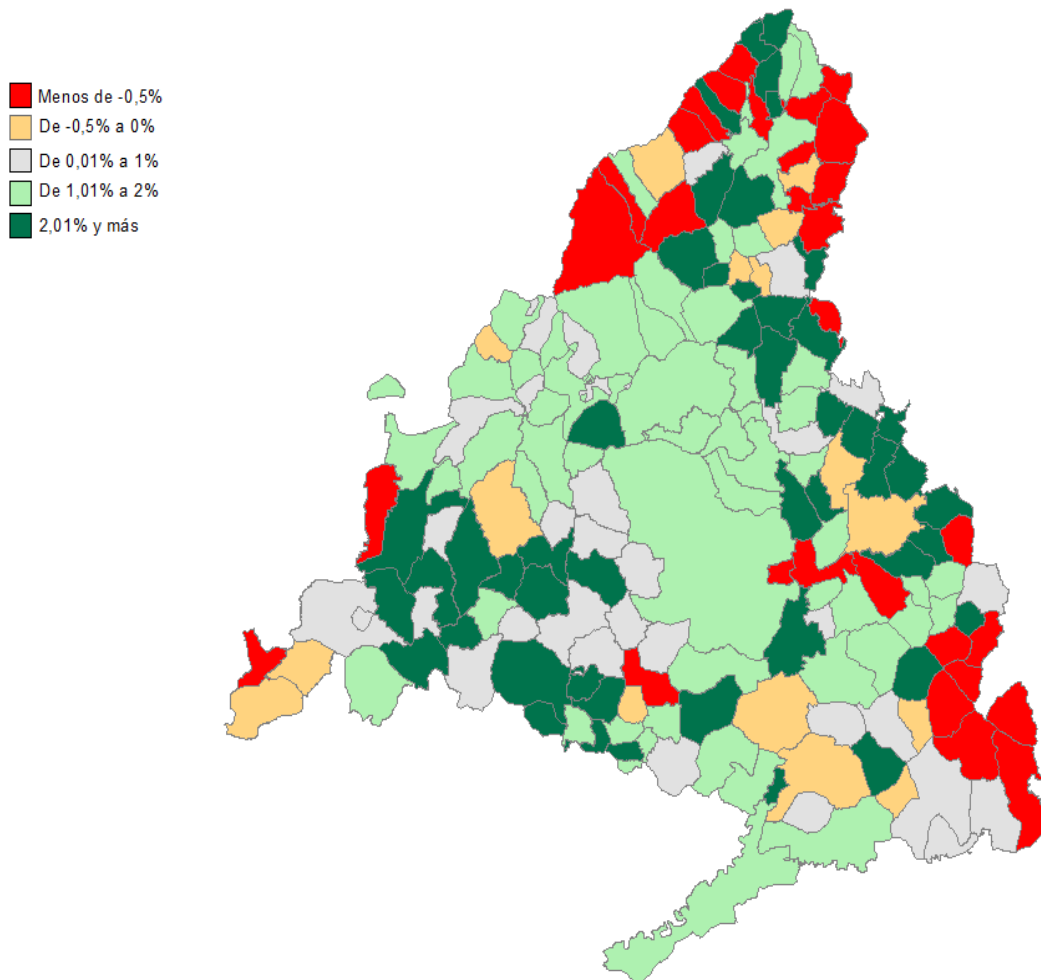 Menos de -0,5%
De -0,5% a 0%
De 0,01% a 1%
De 1,01% a 2%
2,01% y más